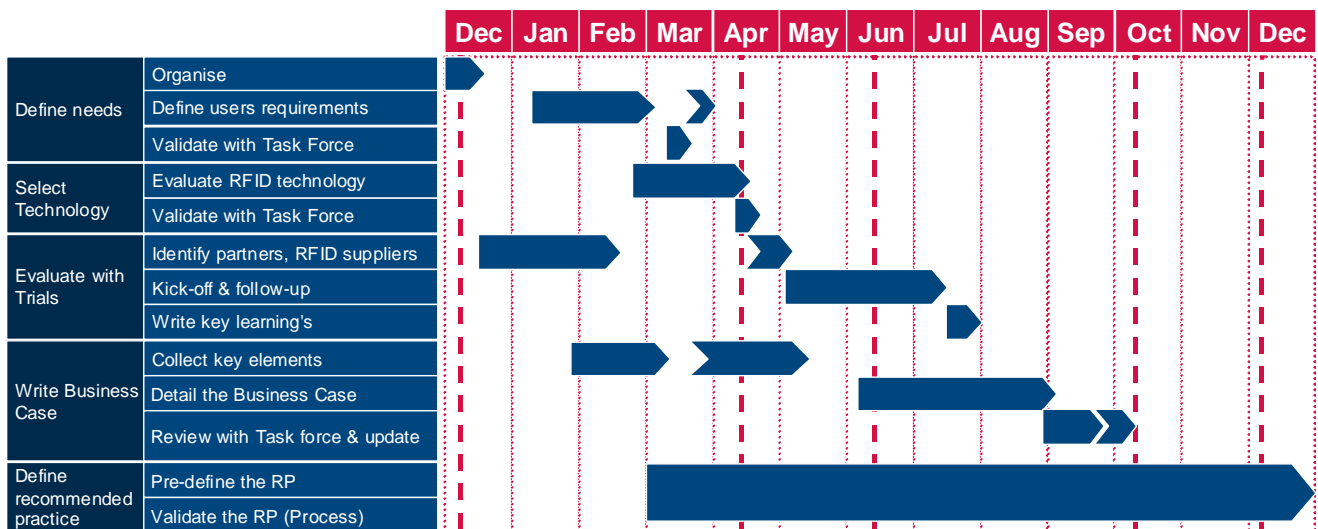 Dec Jan Feb Mar Apr May Jun Jul Aug Sep Oct Nov Dec
Define needs
Organise
Define users requirements
Validate with Task Force
Select
Technology
Evaluate RFID technology
Validate with Task Force
Evaluate with
Trials
Identify partners, RFID suppliers
Kick-off & follow-up
Write key learning's
Write Business
Case
Collect key elements
Detail the Business Case
Review with Task force & update
Define
recommended
practice
Pre-define the RP
Validate the RP (Process)